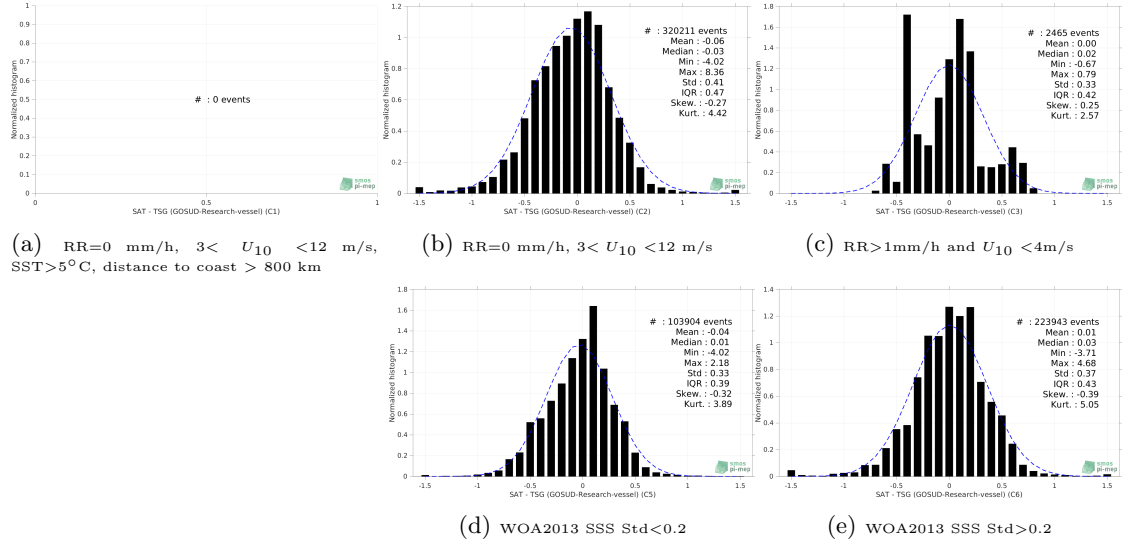 1
0.9
0.8
0.7
0.6
0.5
0.4
0.3
0.2
0.1
0
0 0.5 1
Normalized histogram
# : 0 events
smos
pi-mep
SAT - TSG (GOSUD-Research-vessel) (C1)
(a) RR=0 mm/h, 3< U10 <12 m/s,
SST>5°C, distance to coast > 800 km
1.2
1
0.8
0.6
0.4
0.2
0
-1.5 -1 -0.5 0 0.5 1 1.5
Normalized histogram
# : 320211 events
Mean : -0.06
Median : -0.03
Min : -4.02
Max : 8.36
Std : 0.41
IQR : 0.47
Skew. : -0.27
Kurt. : 4.42
smos
pi-mep
SAT - TSG (GOSUD-Research-vessel) (C2)
(b) RR=0 mm/h, 3< U10 <12 m/s
1.8
1.6
1.4
1.2
1
0.8
0.6
0.4
0.2
0
-1.5 -1 -0.5 0 0.5 1 1.5
Normalized histogram
# : 2465 events
Mean : 0.00
Median : 0.02
Min : -0.67
Max : 0.79
Std : 0.33
IQR : 0.42
Skew. : 0.25
Kurt. : 2.57
smos
pi-mep
SAT - TSG (GOSUD-Research-vessel) (C3)
(c) RR>1mm/h and U10 <4m/s
1.8
1.6
1.4
1.2
1
0.8
0.6
0.4
0.2
0
-1.5 -1 -0.5 0 0.5 1 1.5
Normalized histogram
# : 103904 events
Mean : -0.04
Median : 0.01
Min : -4.02
Max : 2.18
Std : 0.33
IQR : 0.39
Skew. : -0.32
Kurt. : 3.89
smos
pi-mep
SAT - TSG (GOSUD-Research-vessel) (C5)
(d) WOA2013 SSS Std<0.2
1.4
1.2
1
0.8
0.6
0.4
0.2
0
-1.5 -1 -0.5 0 0.5 1 1.5
Normalized histogram
# : 223943 events
Mean : 0.01
Median : 0.03
Min : -3.71
Max : 4.68
Std : 0.37
IQR : 0.43
Skew. : -0.39
Kurt. : 5.05
smos
pi-mep
SAT - TSG (GOSUD-Research-vessel) (C6)
(e) WOA2013 SSS Std>0.2